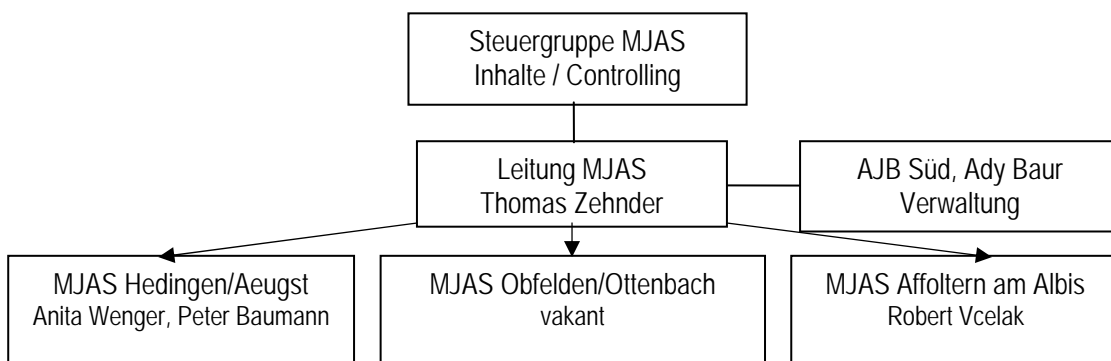 Steuergruppe MJAS
Inhalte / Controlling
Leitung MJAS
Thomas Zehnder
AJB Süd, Ady Baur
Verwaltung
MJAS Hedingen/Aeugst
Anita Wenger, Peter Baumann
MJAS Obfelden/Ottenbach
vakant
MJAS Affoltern am Albis
Robert Vcelak